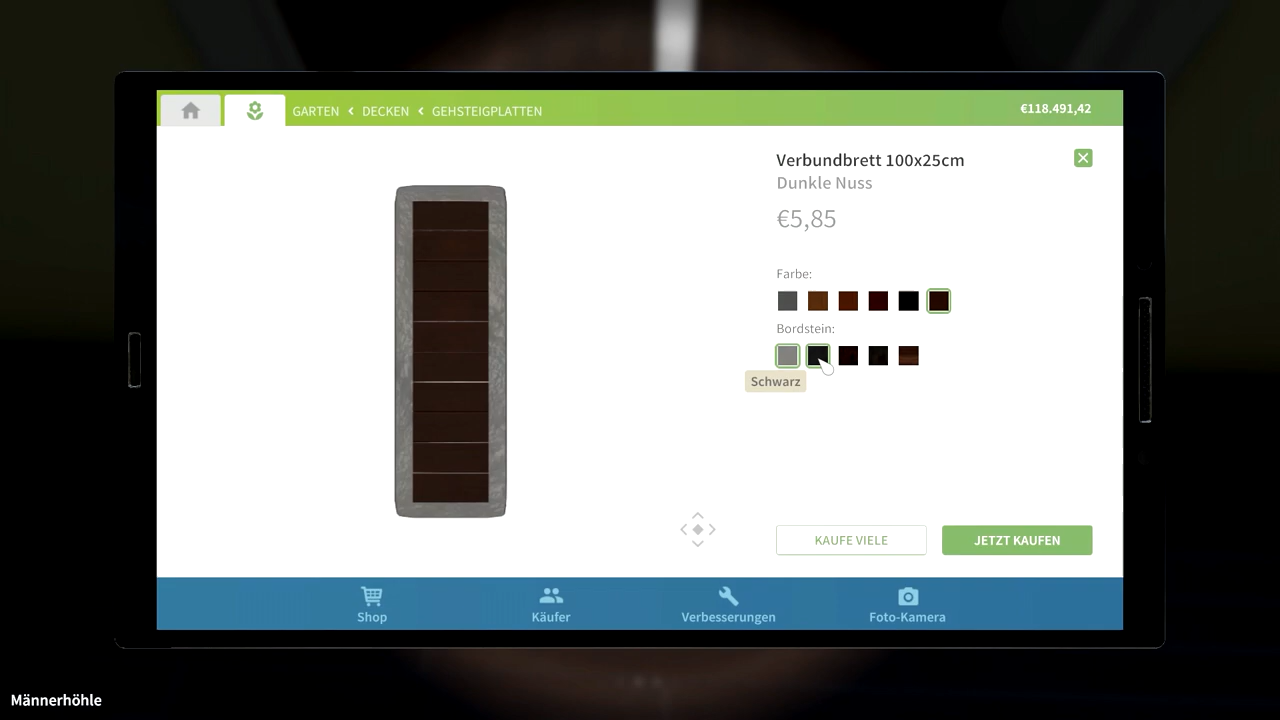 GARTEN < DECKEN < GEHSTEIGPLATTEN
€118.491,42
Verbundbrett 100x25cm
Dunkle Nuss
€5,85
Farbe:
Bordstein:
Schwarz
KAUFE VIELE
JETZT KAUFEN
Shop
Käufer
Verbesserungen
Foto-Kamera
Männerhöhle